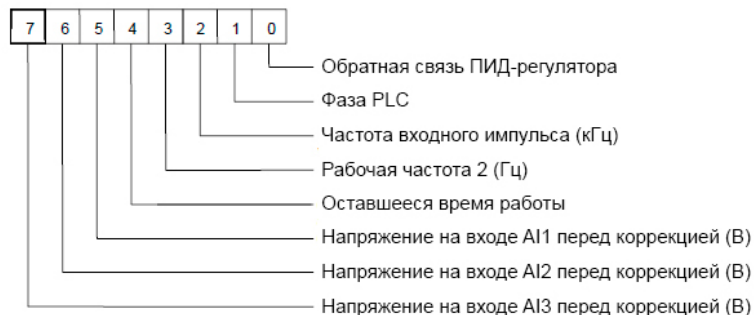 7 6 5 4 3 2 1 0
Обратная связь ПИД-регулятора
Фаза PLC
Частота входного импульса (кГц)
Рабочая частота 2 (Гц)
Оставшееся время работы
Напряжение на входе AI1 перед коррекцией (В)
Напряжение на входе AI2 перед коррекцией (В)
Напряжение на входе AI3 перед коррекцией (В)